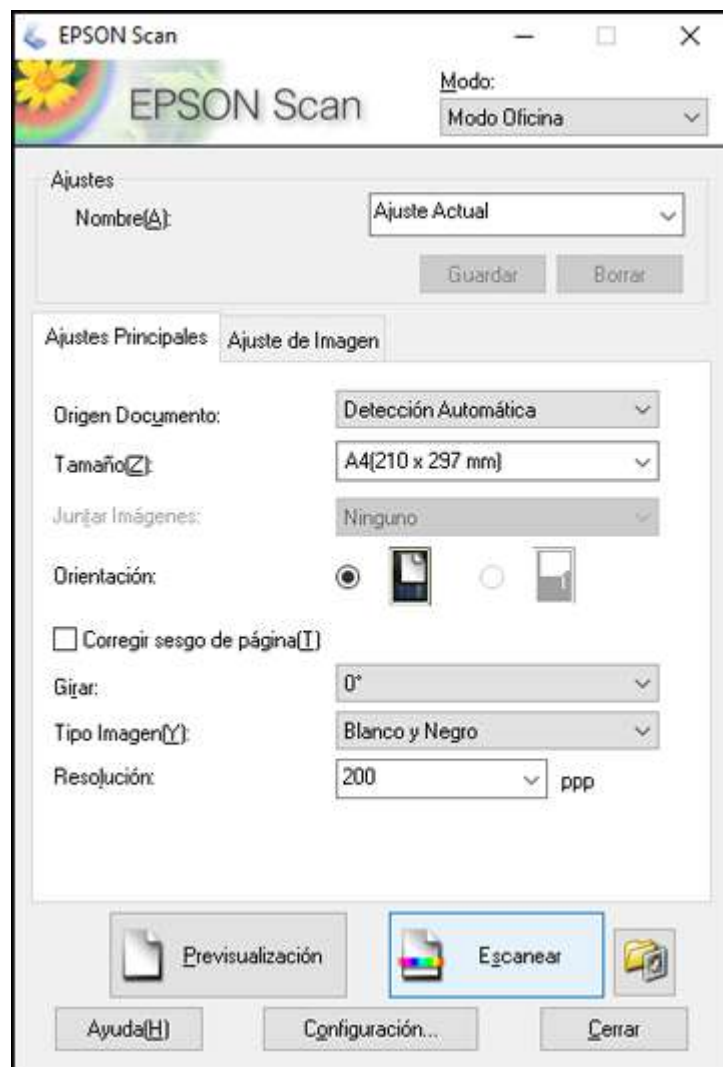 EPSON Scan
EPSON Scan
Modo:
Modo Oficina
Ajustes
Nombre(A):
Ajuste Actual
Guardar
Borrar
Ajustes Principales
Ajuste de Imagen
Origen Documento:
Detección Automática
Tamaño(Z):
A4(210 x 297 mm)
Juntar Imágenes:
Ninguno
Orientación:
Corregir sesgo de página(T)
Girar:
0°
Tipo Imagen(Y):
Blanco y Negro
Resolución:
200
ppp
Previsualización
Escanear
Ayuda(H)
Configuración...
Cerrar